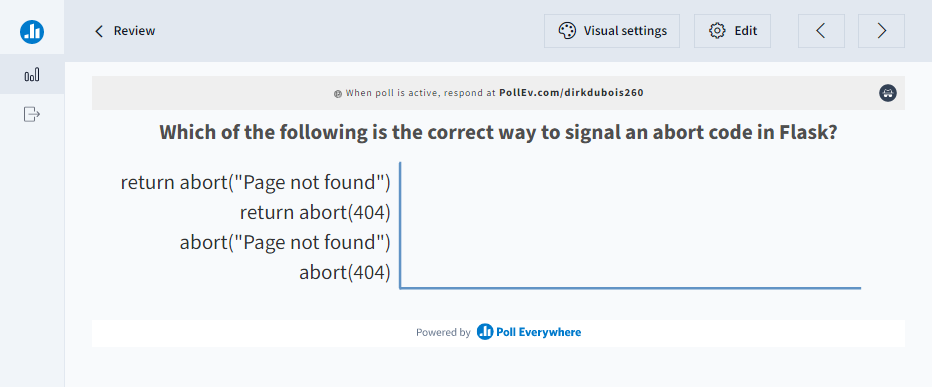 Review
Visual settings
Edit
When poll is active, respond at PollEv.com/dirkdubois260
Which of the following is the correct way to signal an abort code in Flask?
return abort("Page not found")
return abort(404)
abort("Page not found")
abort(404)
Powered by Poll Everywhere